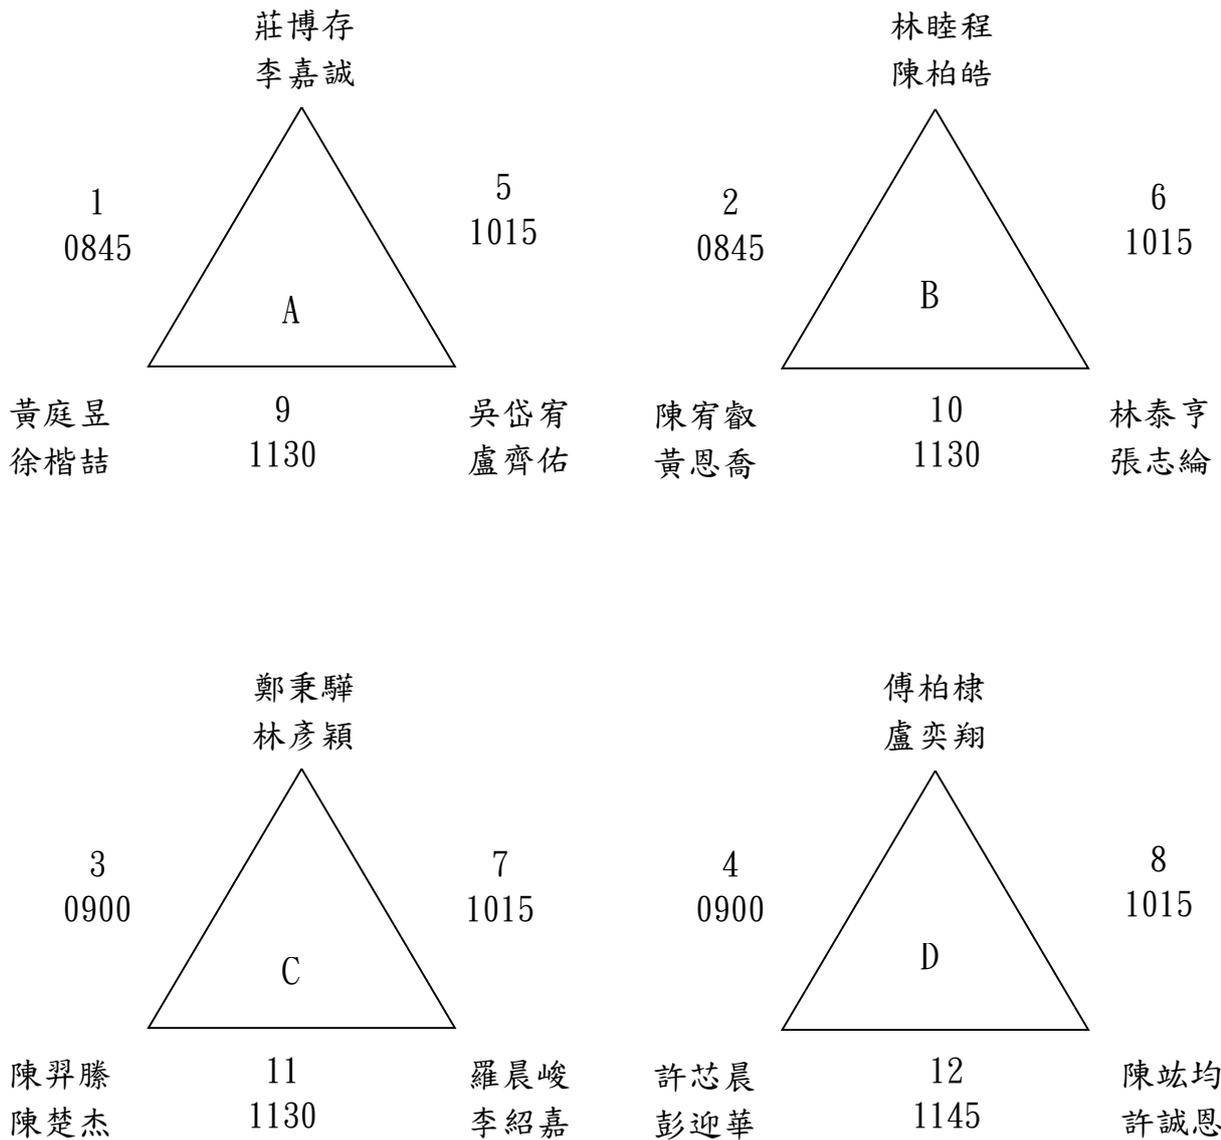 莊博存
李嘉誠
1
0845
5
1015
A
黃庭昱
徐楷喆
9
1130
吳岱宥
盧齊佑
林睦程
陳柏皓
2
0845
6
1015
B
陳宥叡
黃恩喬
10
1130
林泰亨
張志綸
鄭秉驊
林彥穎
3
0900
7
1015
C
陳羿縢
陳楚杰
11
1130
羅晨峻
李紹嘉
傅柏棣
盧奕翔
4
0900
8
1015
D
許芯晨
彭迎華
12
1145
陳竑均
許誠恩